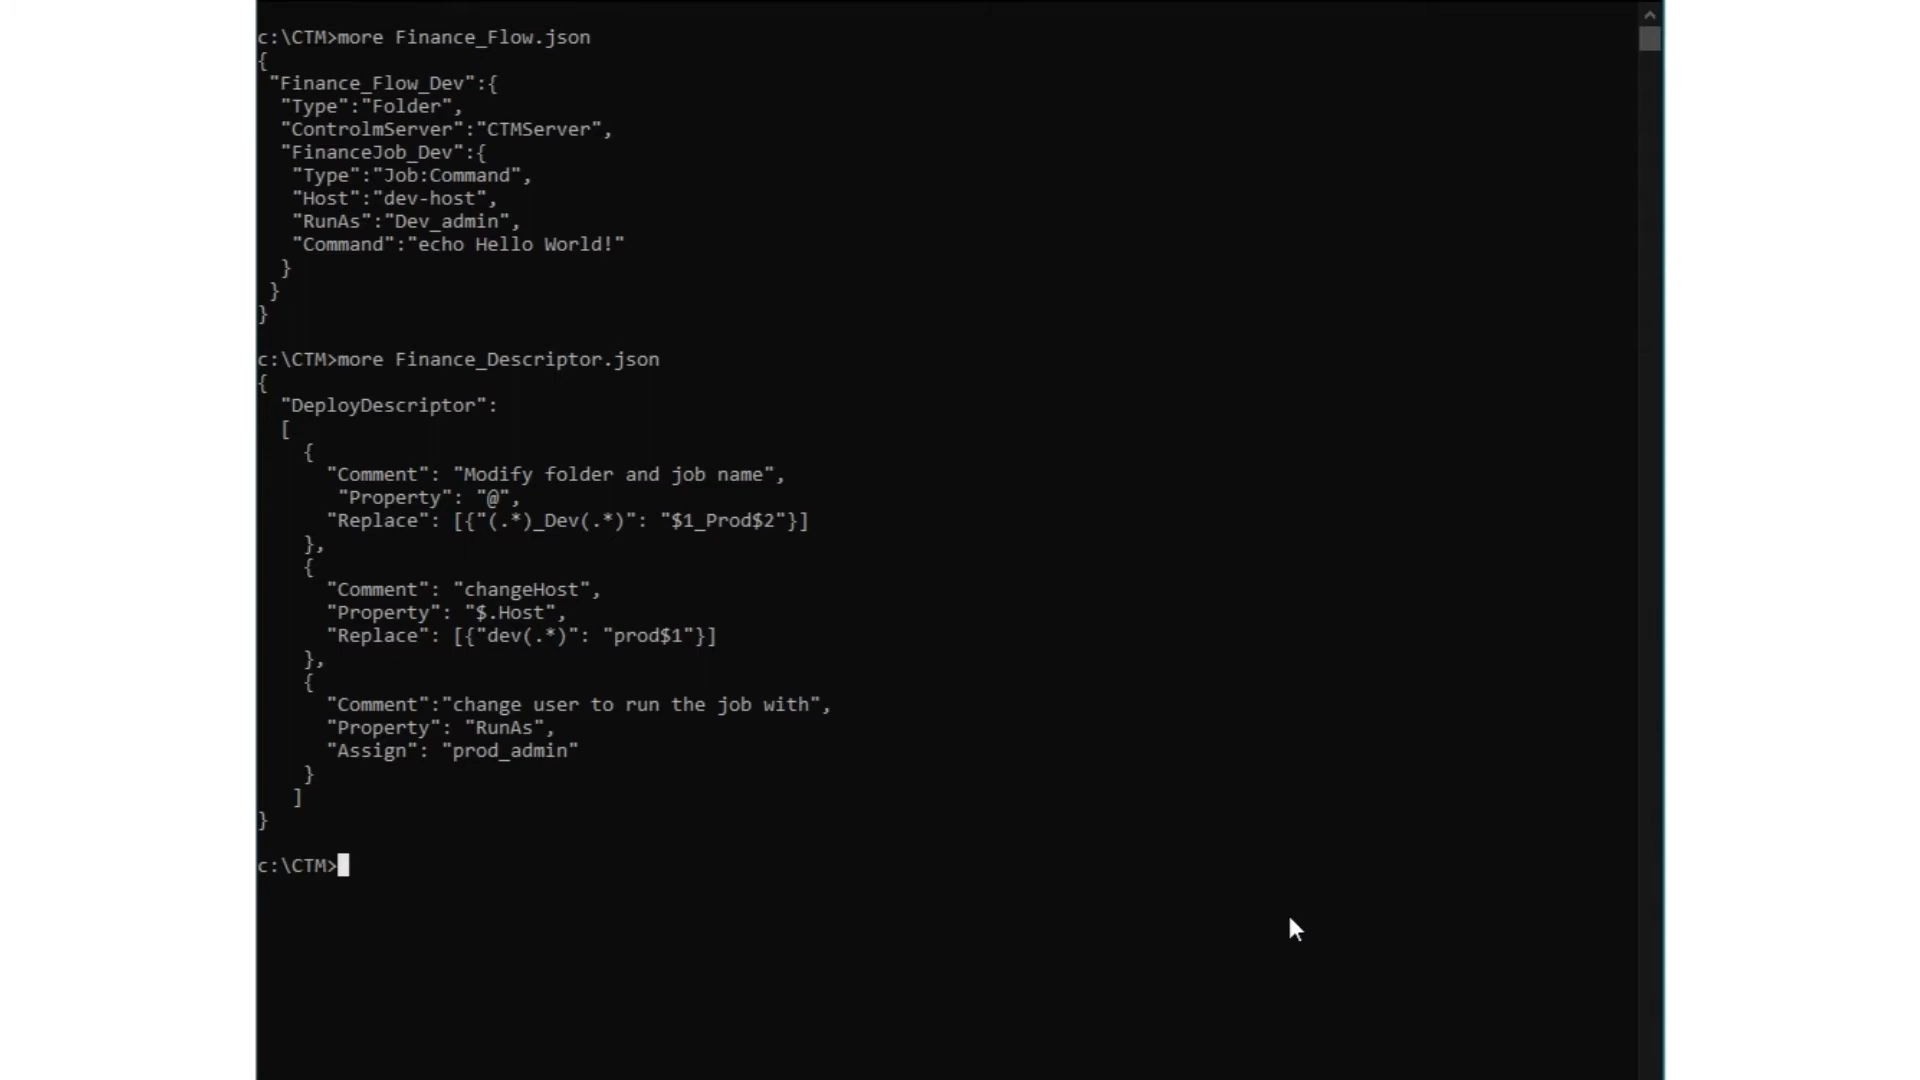 c:\CTM>more Finance_Flow.json
{
"Finance_Flow_Dev":{
"Type":"Folder",
"ControlmServer":"CTMServer",
"FinanceJob_Dev":{
"Type":"Job:Command",
"Host":"dev-host",
"RunAs":"Dev_admin",
"Command":"echo Hello World!"
}
}
}
c:\CTM>more Finance_Descriptor.json
{
"DeployDescriptor":
[
{
"Comment": "Modify folder and job name",
"Property": "@",
"Replace": [{"(.*)_Dev(.*)": "$1_Prod$2"}]
},
{
"Comment": "changeHost",
"Property": "$.Host",
"Replace": [{"dev(.*)": "prod$1"}]
},
{
"Comment":"change user to run the job with",
"Property": "RunAs",
"Assign": "prod_admin"
}
]
}
c:\CTM>